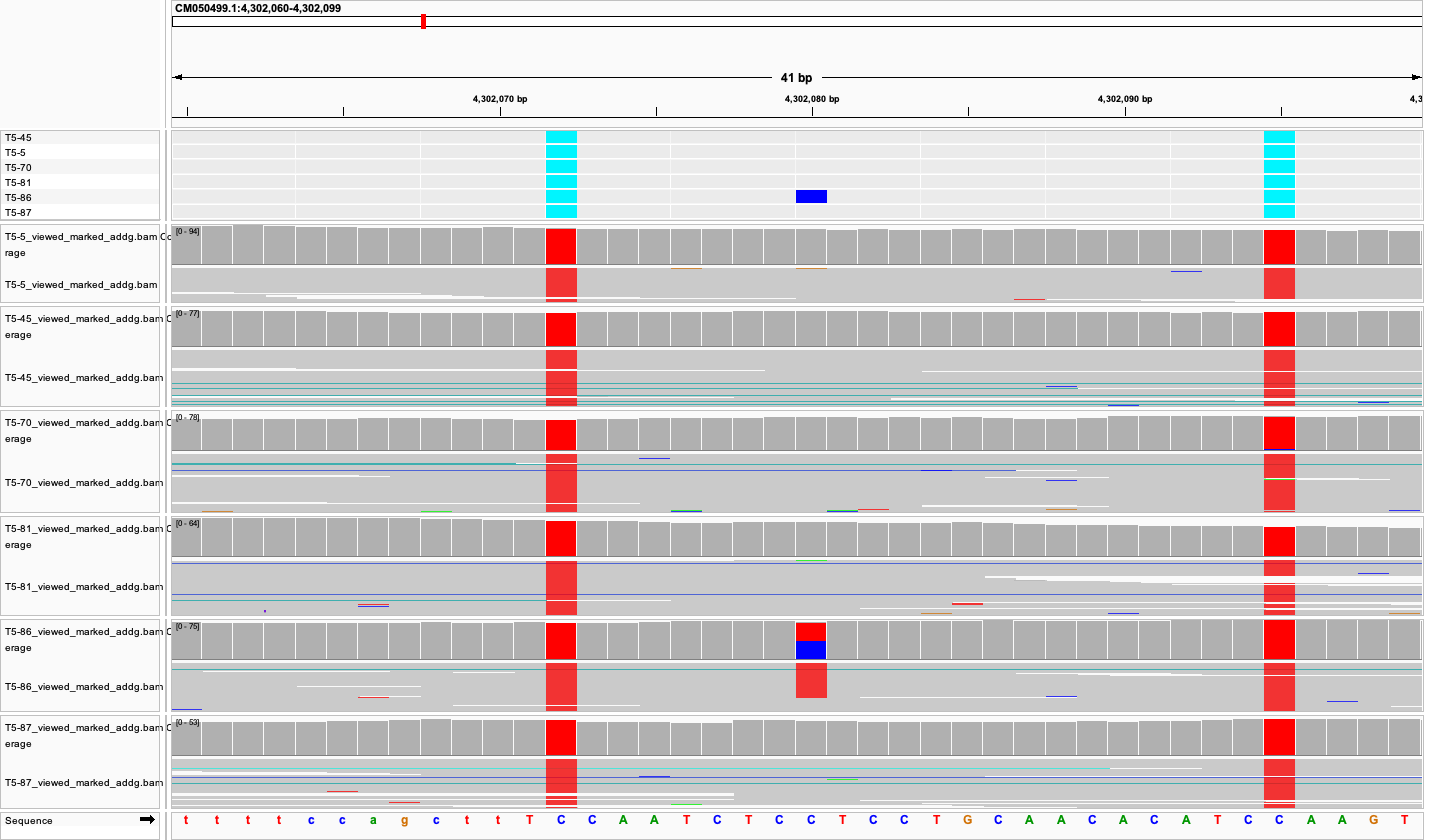 CM050499.1:4,302,060-4,302,099
41 bp
4,302,070 bp 4,302,080 bp 4,302,090 bp 4,3
T5-45
T5-5
T5-70
T5-81
T5-86
T5-87
T5-5_viewed_marked_addg.bam Co
rage
[0 - 94]
T5-5_viewed_marked_addg.bam
T5-45_viewed_marked_addg.bam C
erage
[0 - 77]
T5-45_viewed_marked_addg.bam
T5-70_viewed_marked_addg.bam C
erage
[0 - 78]
T5-70_viewed_marked_addg.bam
T5-81_viewed_marked_addg.bam C
erage
[0 - 64]
T5-81_viewed_marked_addg.bam
T5-86_viewed_marked_addg.bam C
erage
[0 - 75]
T5-86_viewed_marked_addg.bam
T5-87_viewed_marked_addg.bam C
erage
[0 - 53]
T5-87_viewed_marked_addg.bam
Sequence t t t t c c a g c t t T C C A A T C T C C T C C T G C A A C A C A T C C A A G T